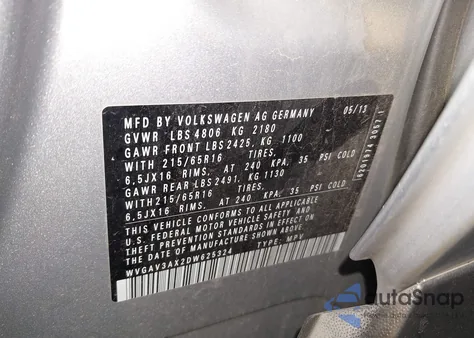 MFD BY VOLKSWAGEN AG GERMANY 05/13
GVWR LBS 4806 KG 2180
GAWR FRONT LBS 2425, KG 1100
WITH 215/65R16 TIRES,
6.5JX16 RIMS, AT 240 KPA, 35 PSI COLD
GAWR REAR LBS 2491, KG 1130
WITH 215/65R16 TIRES,
6.5JX16 RIMS, AT 240 KPA, 35 PSI COLD
THIS VEHICLE CONFORMS TO ALL APPLICABLE
FEDERAL MOTOR VEHICLE SAFETY, BUMPER AND
THEFT PREVENTION STANDARDS IN EFFECT ON
THE DATE OF MANUFACTURE SHOWN ABOVE
WVGAV3AX2DW625324 TYPE: MPV
autoSnap